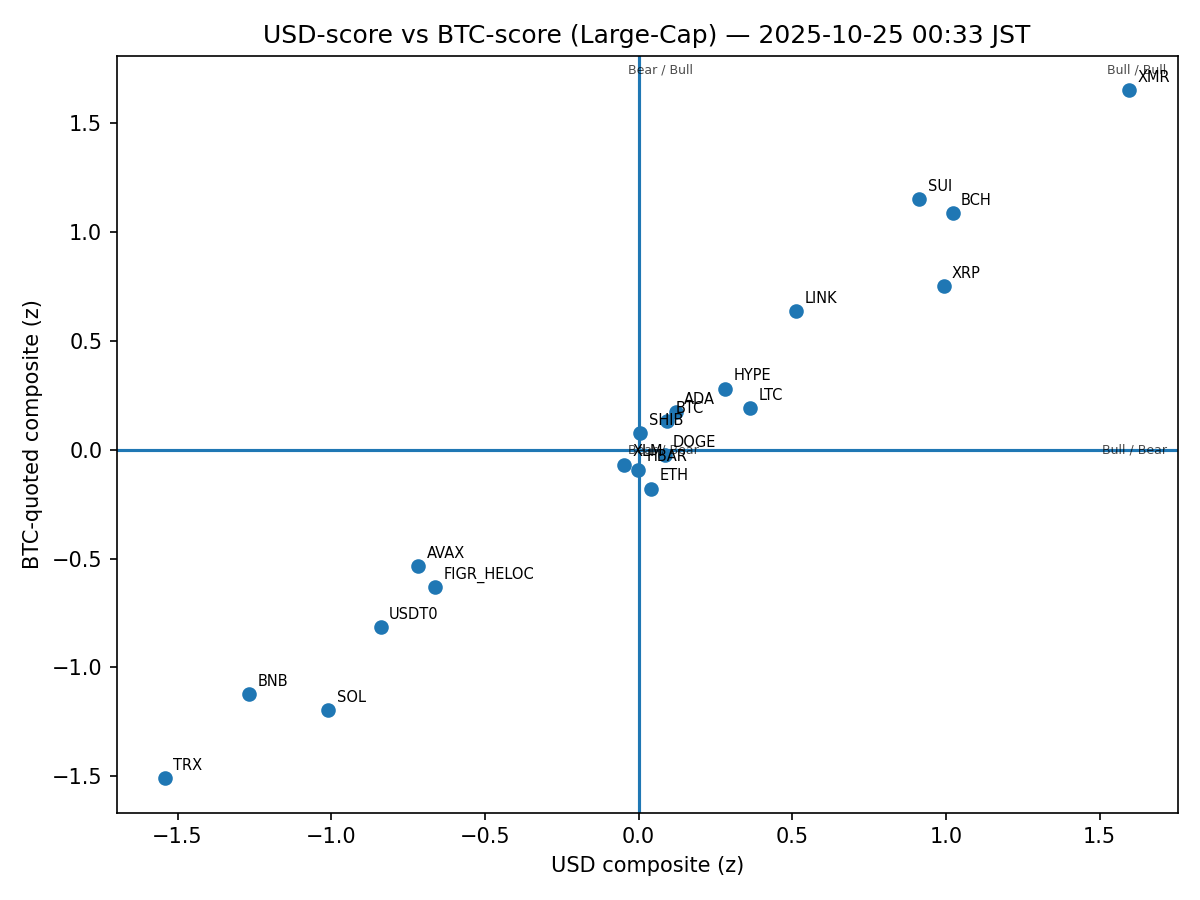 USD-score vs BTC-score (Large-Cap) — 2025-10-25 00:33 JST
Bear / Bull
Bull / Bull
XMR
SUI
BCH
XRP
LINK
HYPE
LTC
ADA
BTC
SHIB
DOGE
XLM
HBAR
Bear / Bear
Bull / Bear
ETH
AVAX
FIGR_HELOC
USDT0
BNB
SOL
TRX
1.5
1.0
0.5
0.0
−0.5
−1.0
−1.5
BTC-quoted composite (z)
−1.5
−1.0
−0.5
0.0
0.5
1.0
1.5
USD composite (z)